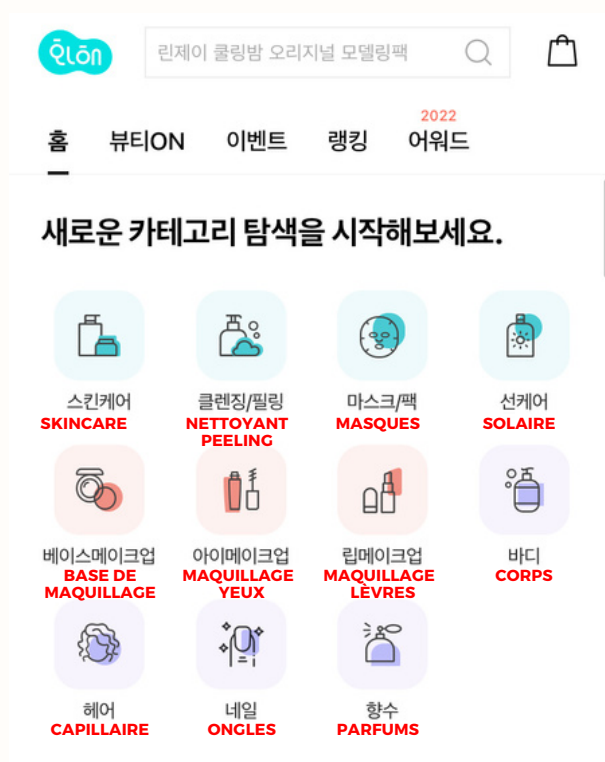 린제이 쿨링밤 오리지널 모델링팩
2022
홈 뷰티ON 이벤트 랭킹 어워드
새로운 카테고리 탐색을 시작해보세요.
스킨케어 클렌징/필링 마스크/팩 선케어
SKINCARE NETTOYANT MASQUES SOLAIRE
PEELING
베이스메이크업 아이메이크업 립메이크업 바디
BASE DE MAQUILLAGE MAQUILLAGE CORPS
MAQUILLAGE YEUX LÈVRES
헤어 네일 향수
CAPILLAIRE ONGLES PARFUMS